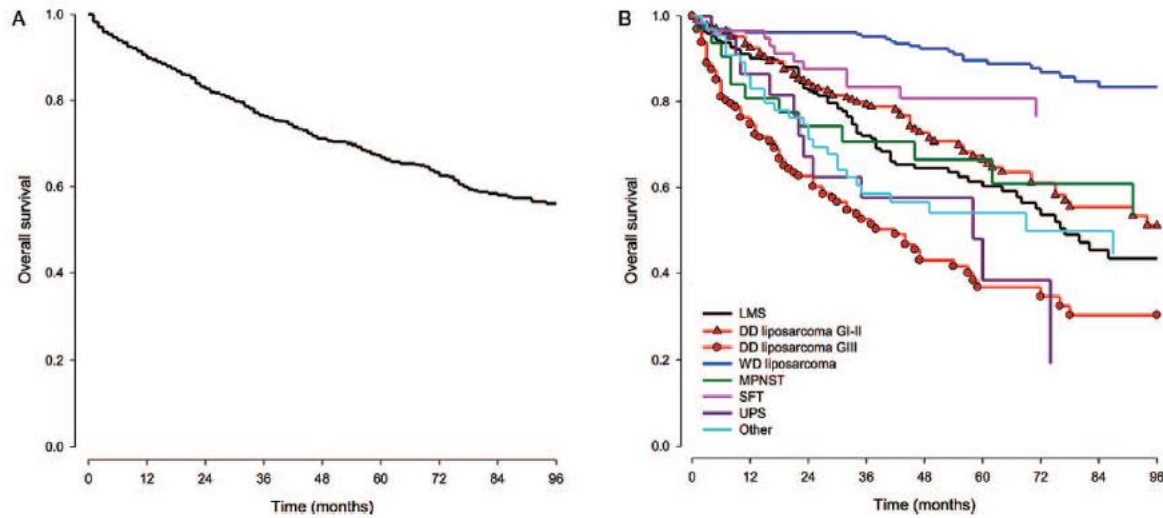 A
1.0
0.8
0.6
0.4
0.2
0.0
Overall survival
0 12 24 36 48 60 72 84 96
Time (months)
B
1.0
0.8
0.6
0.4
0.2
0.0
Overall survival
LMS
DD liposarcoma GI-II
DD liposarcoma GIII
WD liposarcoma
MPNST
SFT
UPS
Other
0 12 24 36 48 60 72 84 96
Time (months)